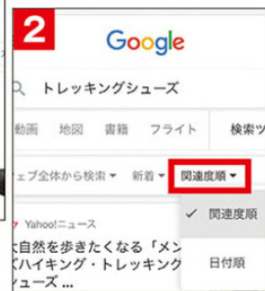 2
Google
トレッキングシューズ
動画 地図 書籍 フライト 検索ツ
ェブ全体から検索 新着 関連度順
✓ 関連度順
日付順
Yahoo!ニュース
大自然を歩きたくなる「メン
ズハイキング・トレッキング
シューズ ...